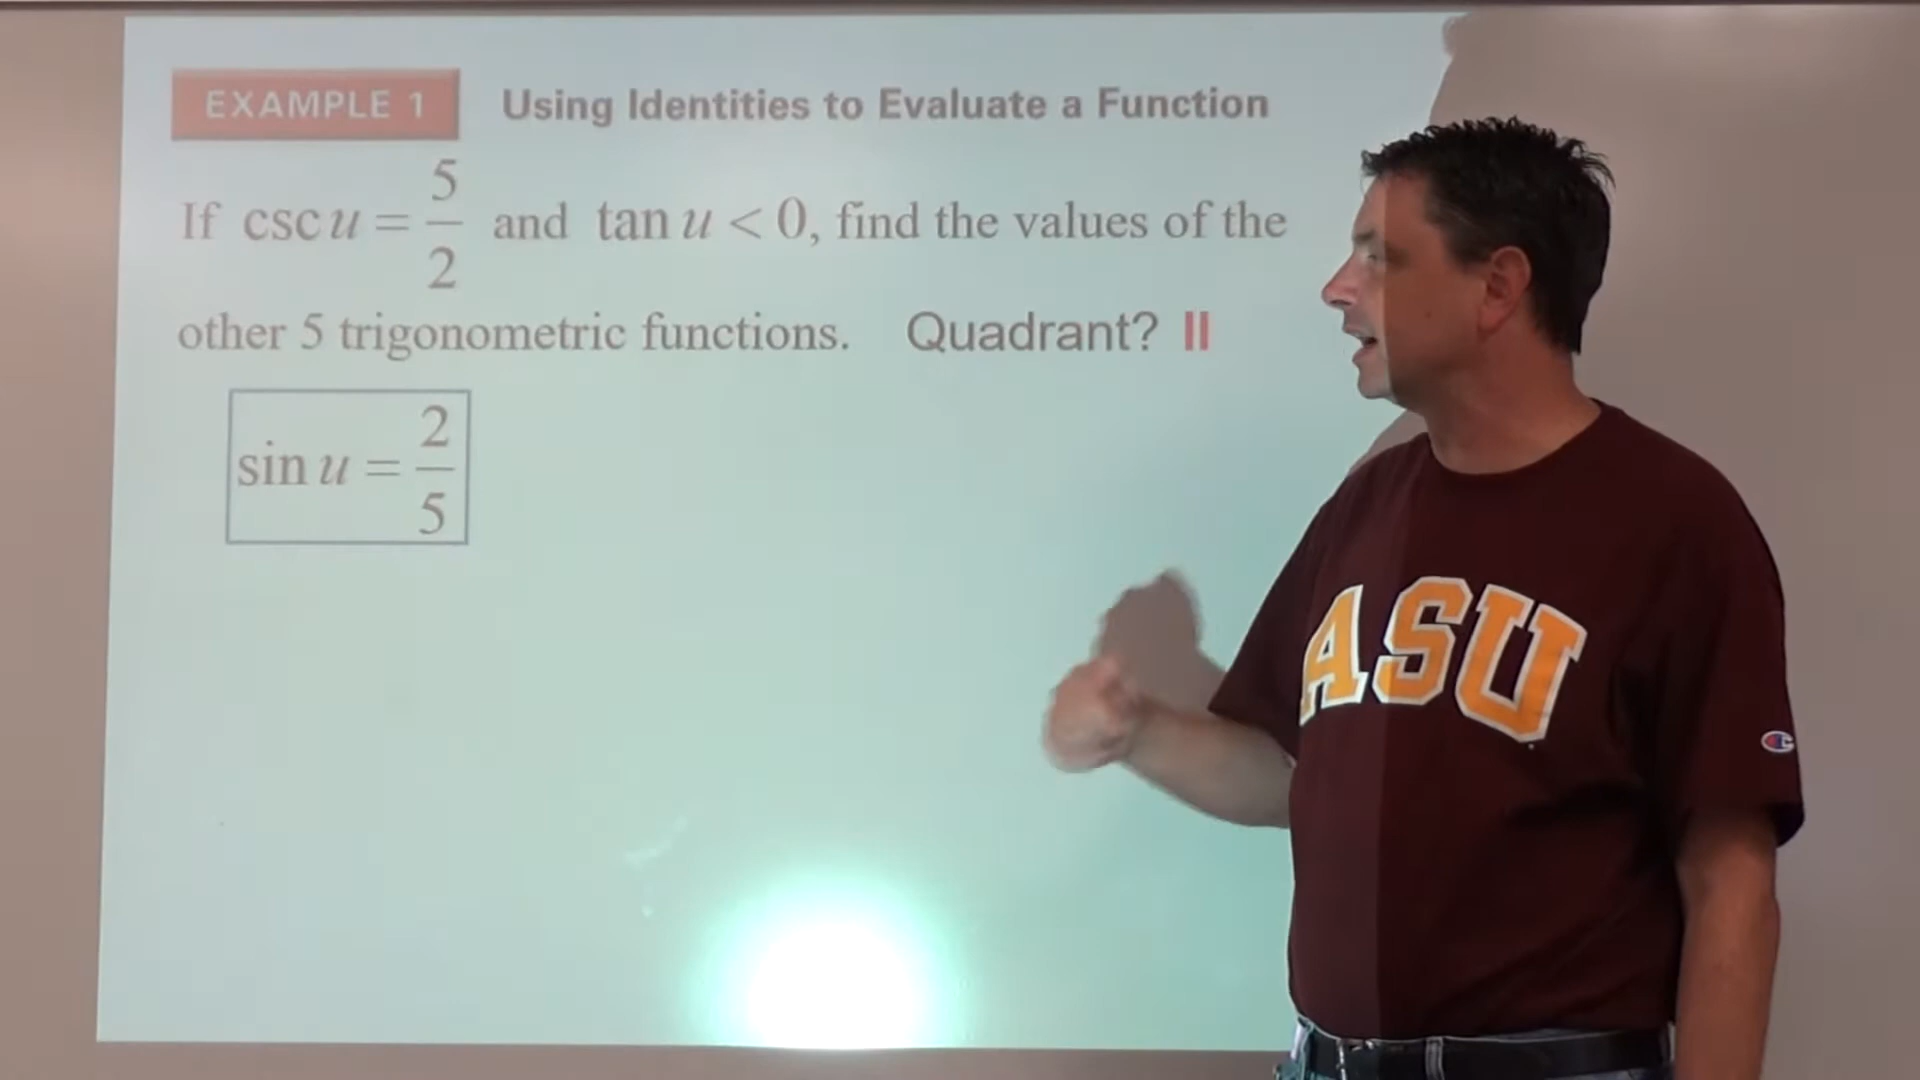 EXAMPLE 1 Using Identities to Evaluate a Function
If csc u = 5/2 and tan u < 0, find the values of the
other 5 trigonometric functions. Quadrant? II
sin u = 2/5
ASU